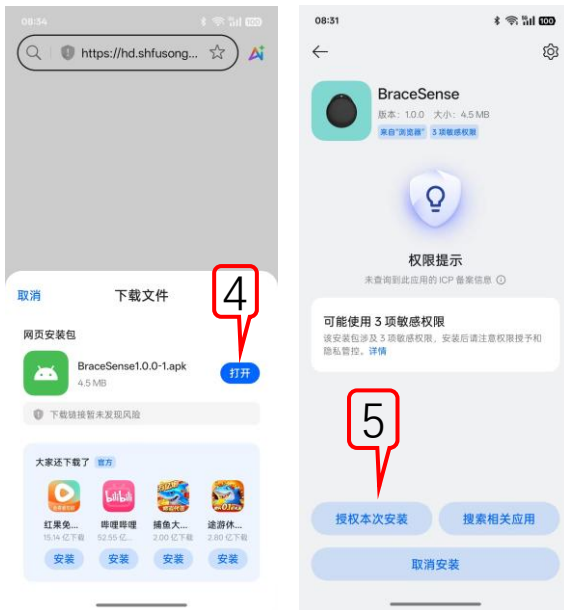 08:34
100
https://hd.shfusong...
取消
下载文件
4
网页安装包
BraceSense1.0.0-1.apk
4.5 MB
打开
下载链接暂未发现风险
大家还下载了 官方
红果免...
哔哩哔哩
捕鱼大...
途游休...
15.14 亿下载
52.55 亿...
2.00 亿下载
2.80 亿下载
安装
安装
安装
安装
08:31
100
BraceSense
版本: 1.0.0 大小: 4.5 MB
来自"浏览器" 3 项敏感权限
权限提示
未查询到此应用的 ICP 备案信息
可能使用 3 项敏感权限
该安装包涉及 3 项敏感权限，安装后请注意权限授予和
隐私管控。详情
5
授权本次安装
搜索相关应用
取消安装